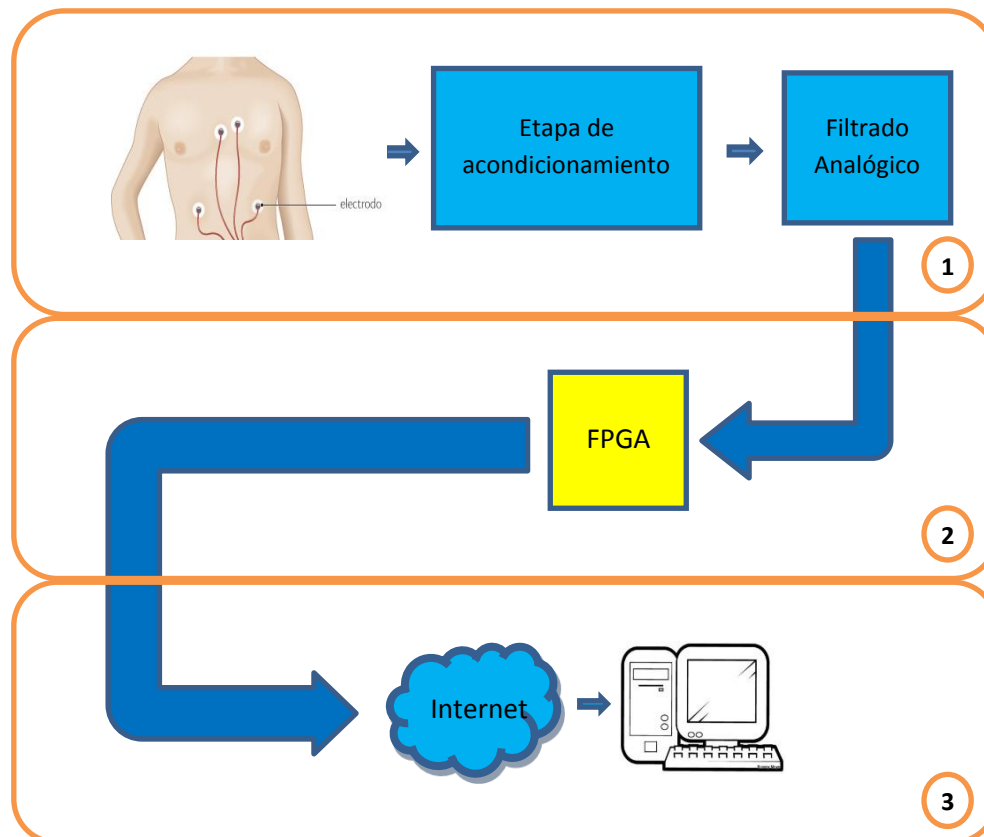 Etapa de
acondicionamiento
Filtrado
Analógico
electrodo
1
FPGA
2
Internet
3